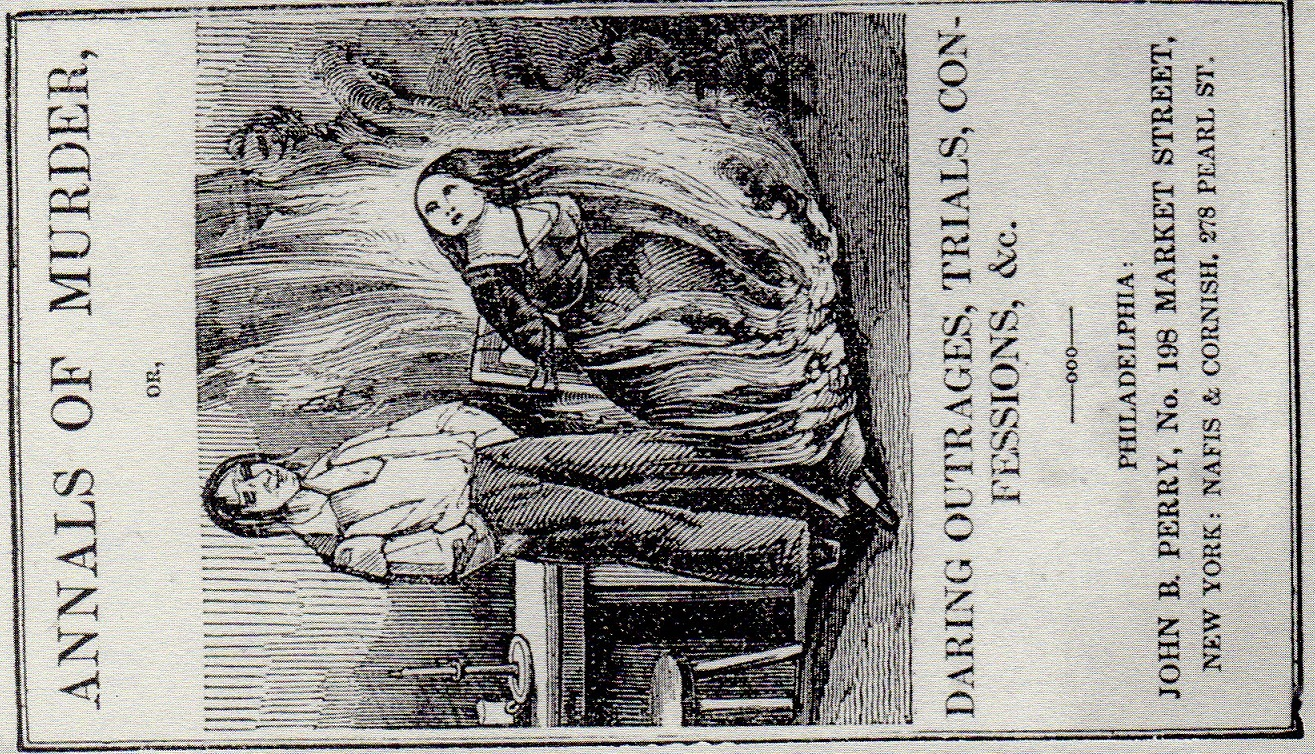 ANNALS OF MURDER,
OR,
DARING OUTRAGES, TRIALS, CON-
FESSIONS, &c.
—ooo—
PHILADELPHIA:
JOHN B. PERRY, No. 198 MARKET STREET,
NEW YORK: NAFIS & CORNISH. 278 PEARL ST.